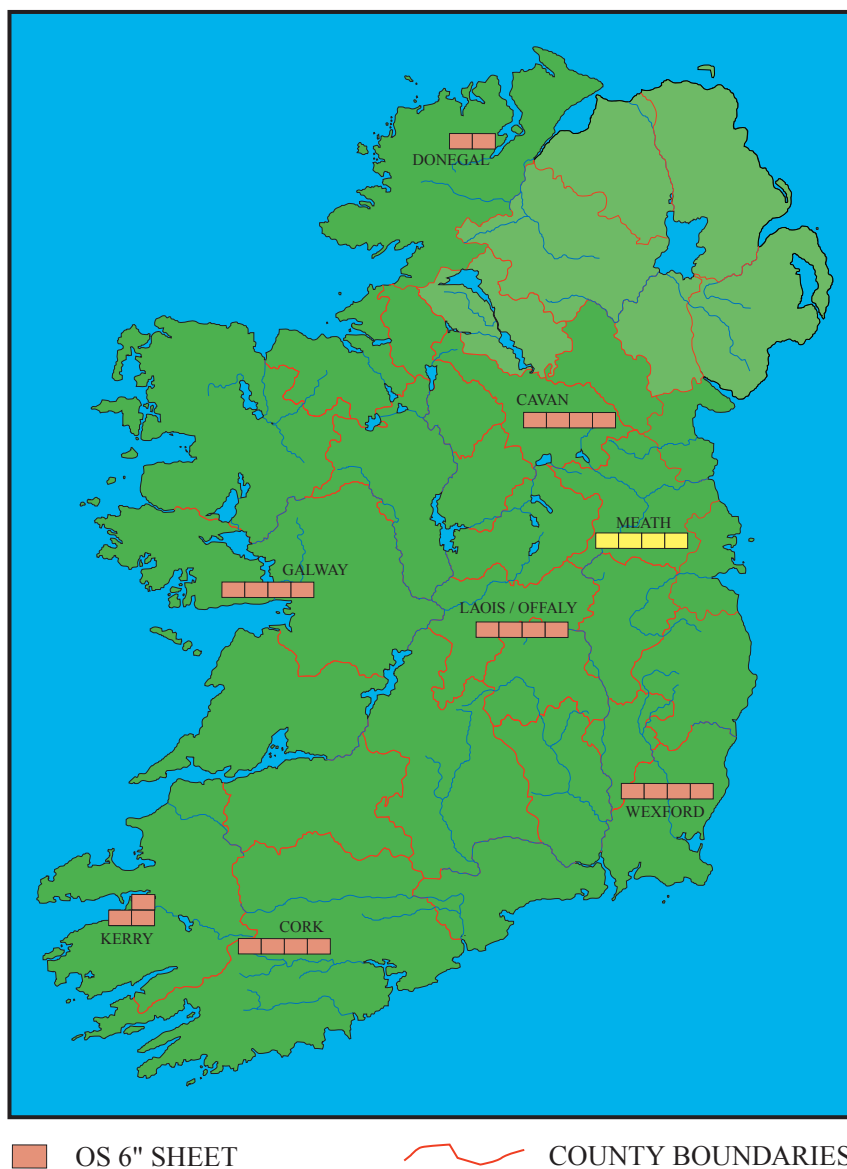 DONEGAL
CAVAN
MEATH
GALWAY
LAOIS / OFFALY
WEXFORD
CORK
KERRY
OS 6" SHEET
COUNTY BOUNDARIES